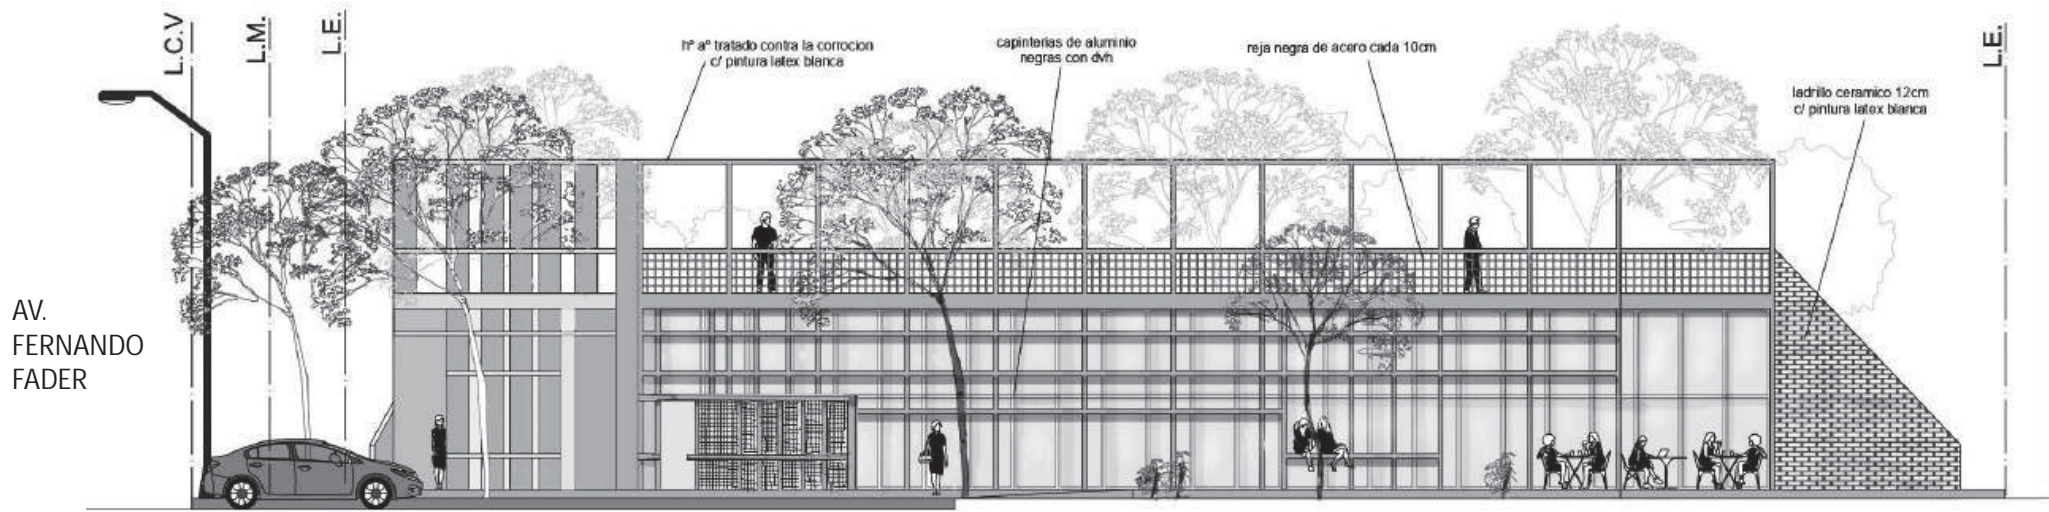 L.C.V
L.M.
L.E.
hº aº tratado contra la corrocion
c/ pintura latex blanca
capinterias de aluminio
negras con dvh
reja negra de acero cada 10cm
L.E.
ladrillo ceramico 12cm
c/ pintura latex blanca
AV.
FERNANDO
FADER